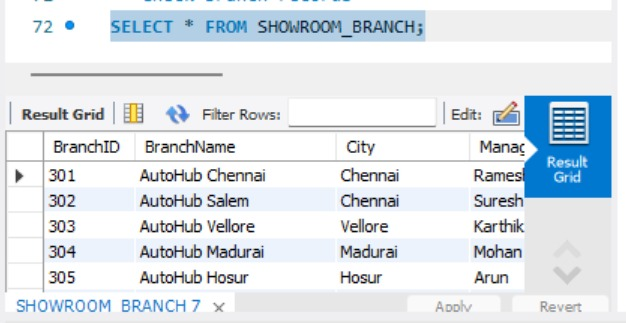 72 SELECT * FROM SHOWROOM_BRANCH;
Result Grid Filter Rows: Edit:
Result Grid
BranchID BranchName City Manag
301 AutoHub Chennai Chennai Ramesh
302 AutoHub Salem Chennai Suresh
303 AutoHub Vellore Vellore Karthik
304 AutoHub Madurai Madurai Mohan
305 AutoHub Hosur Hosur Arun
SHOWROOM_BRANCH 7 × Apply Revert